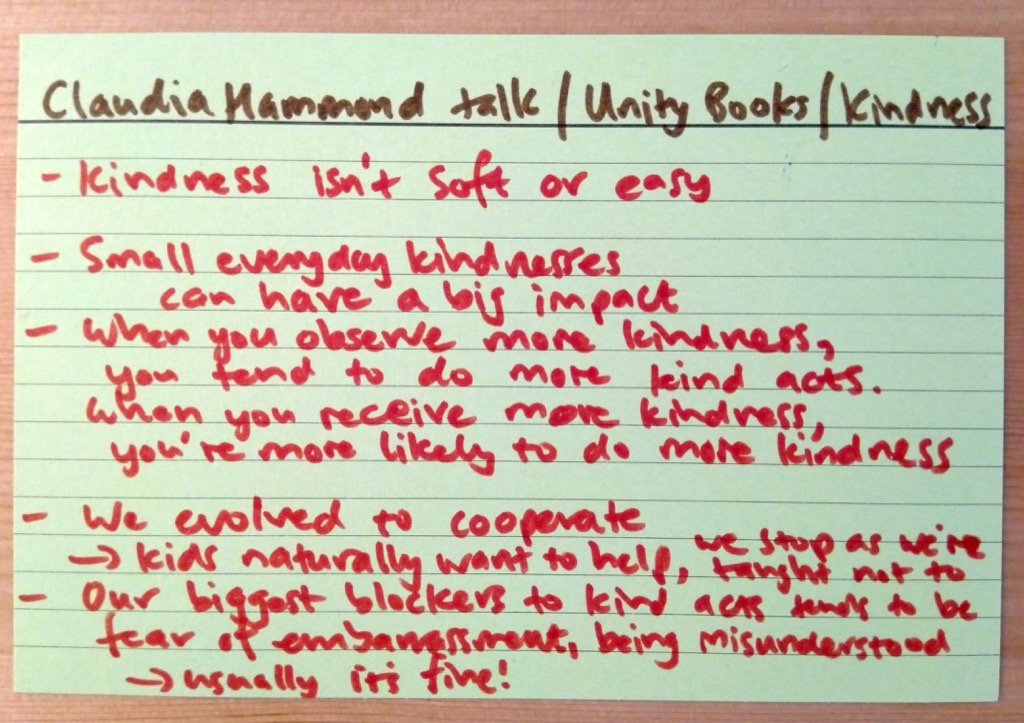 Claudia Hammond talk / Unity Books / Kindness
- Kindness isn't soft or easy
- Small everyday kindnesses
can have a big impact
- When you observe more kindness,
you tend to do more kind acts.
When you receive more kindness,
you're more likely to do more kindness
- We evolved to cooperate
→ kids naturally want to help, we stop as we're
taught not to
- Our biggest blockers to kind acts tends to be
fear of embarrassment, being misunderstood
→ usually it's fine!